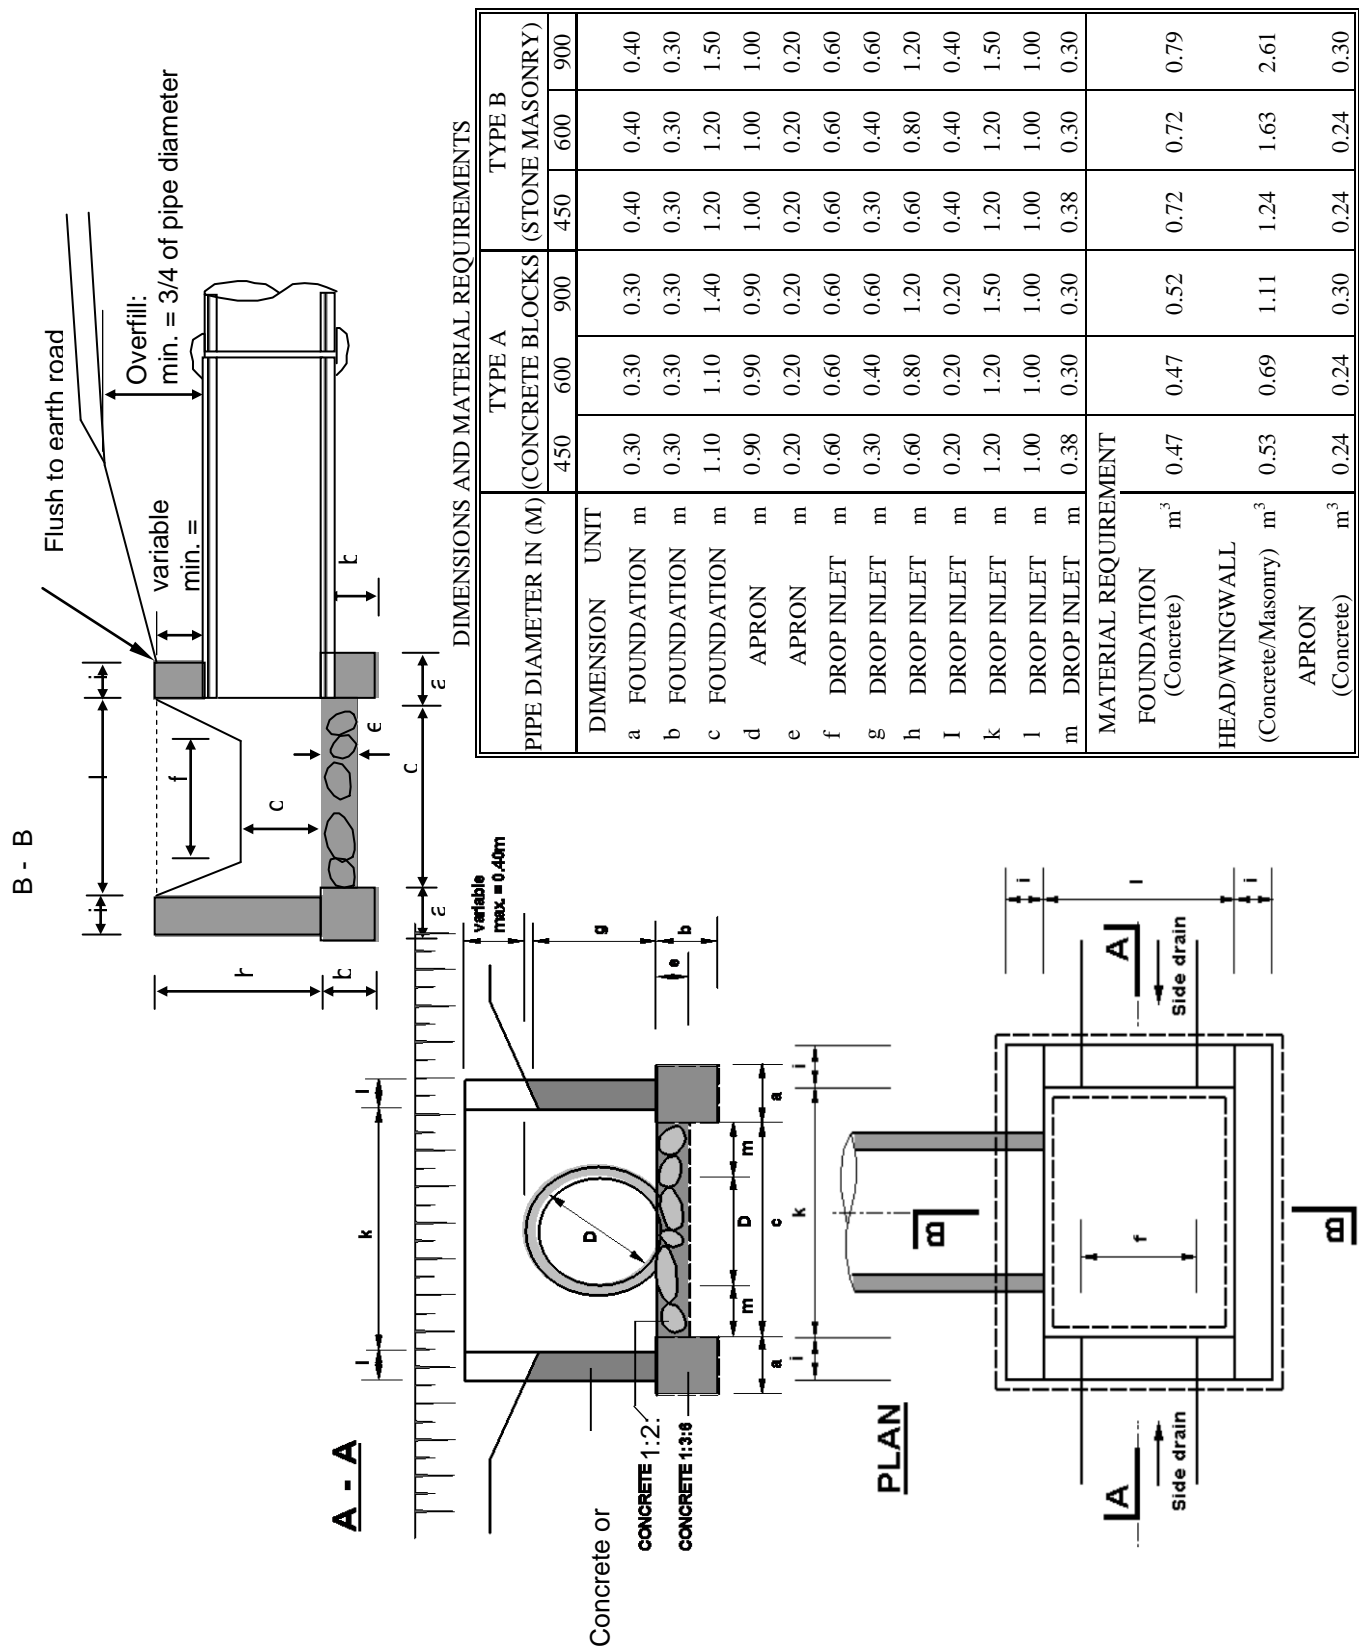 B - B
Flush to earth road
variable
min. =
Overfill:
min. = 3/4 of pipe diameter
i
l
i
f
h
b
e
b
a
c
a
A - A
l
k
l
variable
max. = 0.40m
g
b
e
D
m
D
m
a
c
a
Concrete or
CONCRETE 1:2:
CONCRETE 1:3:6
PLAN
i
k
i
i
l
i
f
A
A
B
B
Side drain
Side drain
DIMENSIONS AND MATERIAL REQUIREMENTS
PIPE DIAMETER IN (M) TYPE A (CONCRETE BLOCKS) TYPE B (STONE MASONRY)
450 600 900 450 600 900
DIMENSION UNIT
a FOUNDATION m 0.30 0.30 0.30 0.40 0.40 0.40
b FOUNDATION m 0.30 0.30 0.30 0.30 0.30 0.30
c FOUNDATION m 1.10 1.10 1.40 1.20 1.20 1.50
d APRON m 0.90 0.90 0.90 1.00 1.00 1.00
e APRON m 0.20 0.20 0.20 0.20 0.20 0.20
f DROP INLET m 0.60 0.60 0.60 0.60 0.60 0.60
g DROP INLET m 0.30 0.40 0.60 0.30 0.40 0.60
h DROP INLET m 0.60 0.80 1.20 0.60 0.80 1.20
I DROP INLET m 0.20 0.20 0.20 0.40 0.40 0.40
k DROP INLET m 1.20 1.20 1.50 1.20 1.20 1.50
l DROP INLET m 1.00 1.00 1.00 1.00 1.00 1.00
m DROP INLET m 0.38 0.30 0.30 0.38 0.30 0.30
MATERIAL REQUIREMENT
FOUNDATION
(Concrete) m³ 0.47 0.47 0.52 0.72 0.72 0.79
HEAD/WINGWALL
(Concrete/Masonry) m³ 0.53 0.69 1.11 1.24 1.63 2.61
APRON
(Concrete) m³ 0.24 0.24 0.30 0.24 0.24 0.30